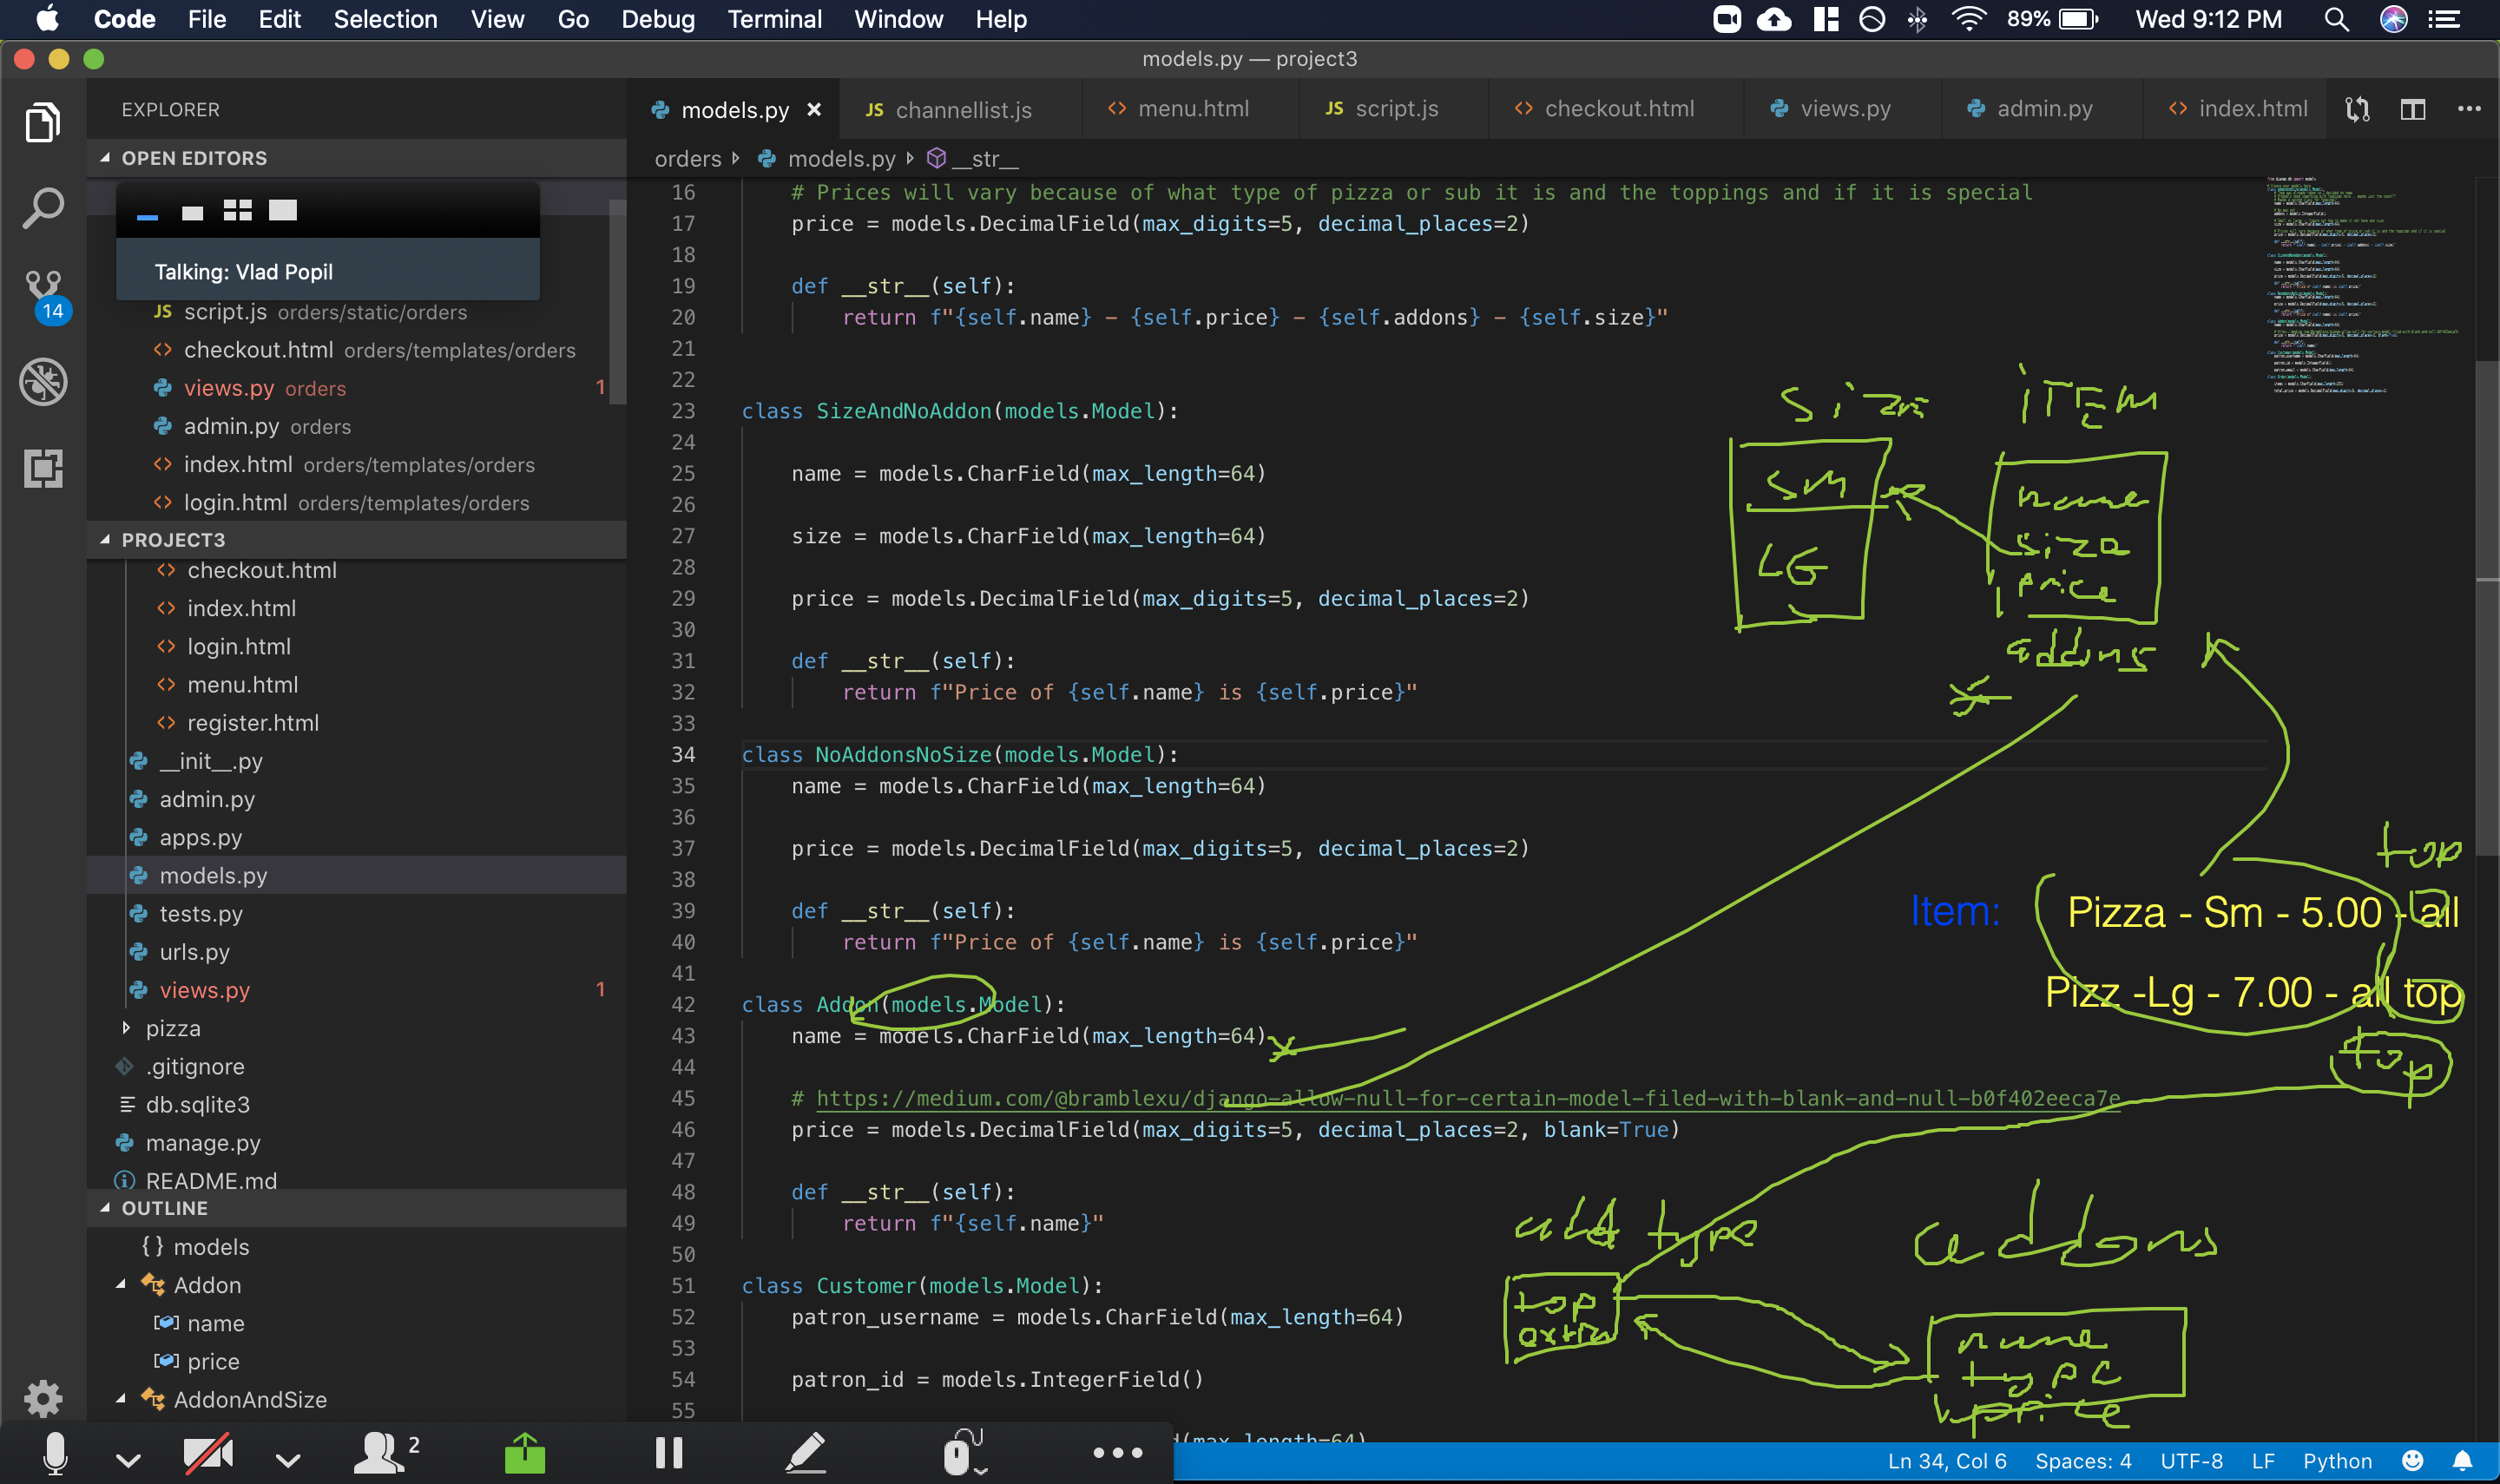 Code File Edit Selection View Go Debug Terminal Window Help 89% Wed 9:12 PM
models.py — project3
EXPLORER
models.py × JS channellist.js <> menu.html JS script.js <> checkout.html views.py admin.py <> index.html
OPEN EDITORS
orders models.py __str__
Talking: Vlad Popil
JS script.js orders/static/orders
<> checkout.html orders/templates/orders
views.py orders 1
admin.py orders
<> index.html orders/templates/orders
<> login.html orders/templates/orders
14
PROJECT3
<> checkout.html
<> index.html
<> login.html
<> menu.html
<> register.html
__init__.py
admin.py
apps.py
models.py
tests.py
urls.py
views.py 1
pizza
.gitignore
db.sqlite3
manage.py
README.md
OUTLINE
{ } models
Addon
name
price
AddonAndSize
16 # Prices will vary because of what type of pizza or sub it is and the toppings and if it is special
17 price = models.DecimalField(max_digits=5, decimal_places=2)
18
19 def __str__(self):
20 return f"{self.name} - {self.price} - {self.addons} - {self.size}"
21
22
23 class SizeAndNoAddon(models.Model):
24
25 name = models.CharField(max_length=64)
26
27 size = models.CharField(max_length=64)
28
29 price = models.DecimalField(max_digits=5, decimal_places=2)
30
31 def __str__(self):
32 return f"Price of {self.name} is {self.price}"
33
34 class NoAddonsNoSize(models.Model):
35 name = models.CharField(max_length=64)
36
37 price = models.DecimalField(max_digits=5, decimal_places=2)
38
39 def __str__(self):
40 return f"Price of {self.name} is {self.price}"
41
42 class Addon(models.Model):
43 name = models.CharField(max_length=64)
44
45 # https://medium.com/@bramblexu/django-allow-null-for-certain-model-filed-with-blank-and-null-b0f402eeca7e
46 price = models.DecimalField(max_digits=5, decimal_places=2, blank=True)
47
48 def __str__(self):
49 return f"{self.name}"
50
51 class Customer(models.Model):
52 patron_username = models.CharField(max_length=64)
53
54 patron_id = models.IntegerField()
55
(max_length=64)
Size ITEM
SM
LG
name
size
price
addons
top
Item: Pizza - Sm - 5.00 - all
Pizz -Lg - 7.00 - all top
top
add type
top
extra
addons
name
type
price
2
Ln 34, Col 6 Spaces: 4 UTF-8 LF Python